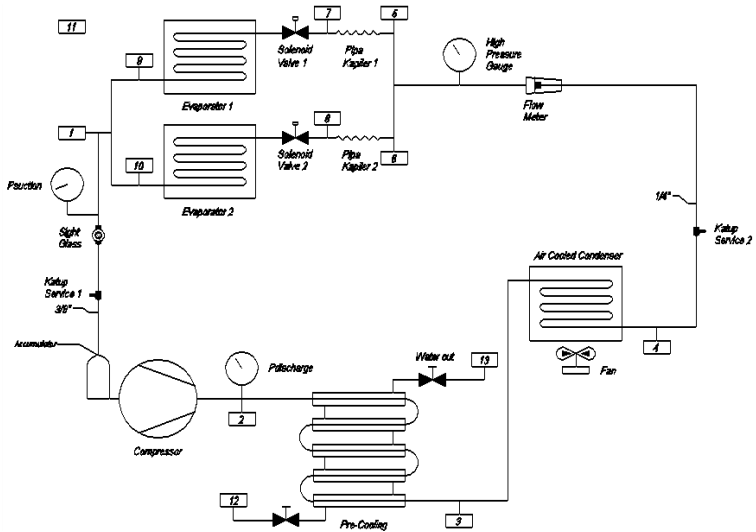 11
7
5
High
Pressure
Gauge
Solenoid
Valve 1
Pipa
Kapiler 1
9
Evaporator 1
Flow
Meter
1
8
10
Solenoid
Valve 2
Pipa
Kapiler 2
6
Psuction
Evaporator 2
1/4"
Sight
Glass
Katup
Service 2
Katup
Service 1
3/8"
Air Cooled Condenser
Accumulator
4
Fan
Pdischarge
Water out
13
2
Compressor
12
3
Pre-Cooling